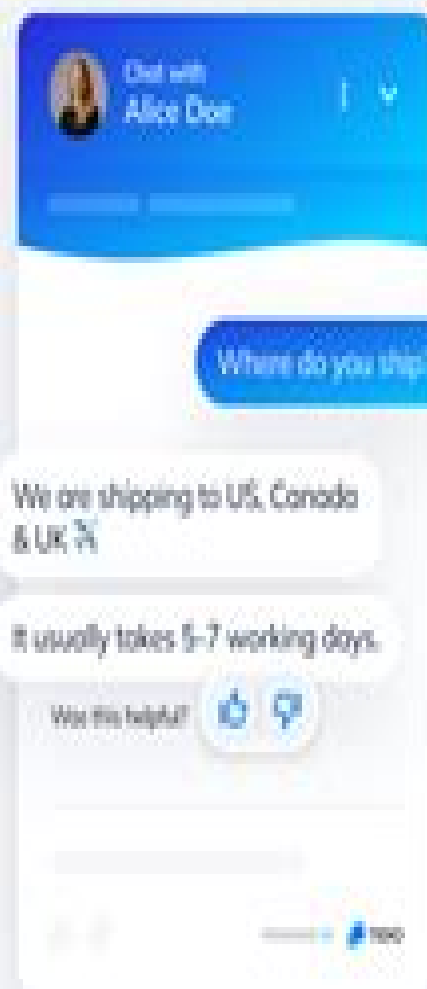 Chat with
Alice Doe
Where do you ship
We are shipping to US, Canada
& UK ✈️
It usually takes 5-7 working days.
Was this helpful?